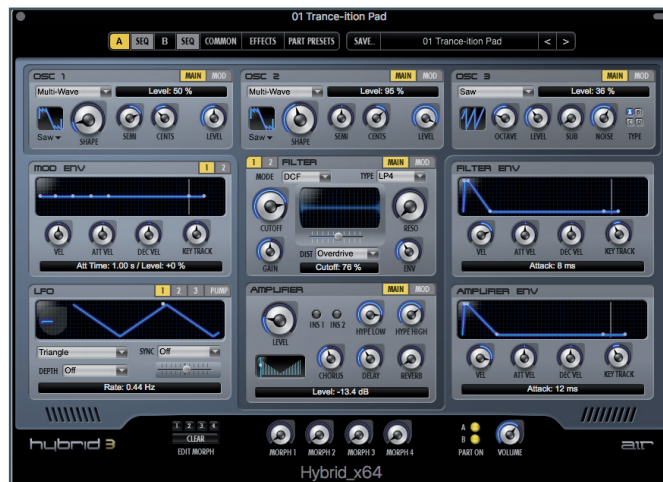 01 Trance-ition Pad
A SEQ B SEQ COMMON EFFECTS PART PRESETS SAVE.. 01 Trance-ition Pad < >
OSC 1 MAIN MOD
Multi-Wave Level: 50 %
Saw
SHAPE SEMI CENTS LEVEL
OSC 2 MAIN MOD
Multi-Wave Level: 95 %
Saw
SHAPE SEMI CENTS LEVEL
OSC 3 MAIN MOD
Saw Level: 36 %
OCTAVE LEVEL SUB NOISE TYPE
MOD ENV 1 2
VEL ATT VEL DEC VEL KEY TRACK
Att Time: 1.00 s / Level: +0 %
1 2 FILTER MAIN MOD
MODE DCF TYPE LP4
CUTOFF RESO
DIST Overdrive
GAIN Cutoff: 76 % ENV
FILTER ENV
VEL ATT VEL DEC VEL KEY TRACK
Attack: 8 ms
LFO 1 2 3 PUMP
Triangle SYNC Off
DEPTH Off
Rate: 0.44 Hz
AMPLIFIER MAIN MOD
LEVEL INS 1 INS 2 HYPE LOW HYPE HIGH
CHORUS DELAY REVERB
Level: -13.4 dB
AMPLIFIER ENV
VEL ATT VEL DEC VEL KEY TRACK
Attack: 12 ms
hybrid 3
1 2 3 4
CLEAR
EDIT MORPH
MORPH 1 MORPH 2 MORPH 3 MORPH 4
A
B
PART ON VOLUME
air
Hybrid_x64